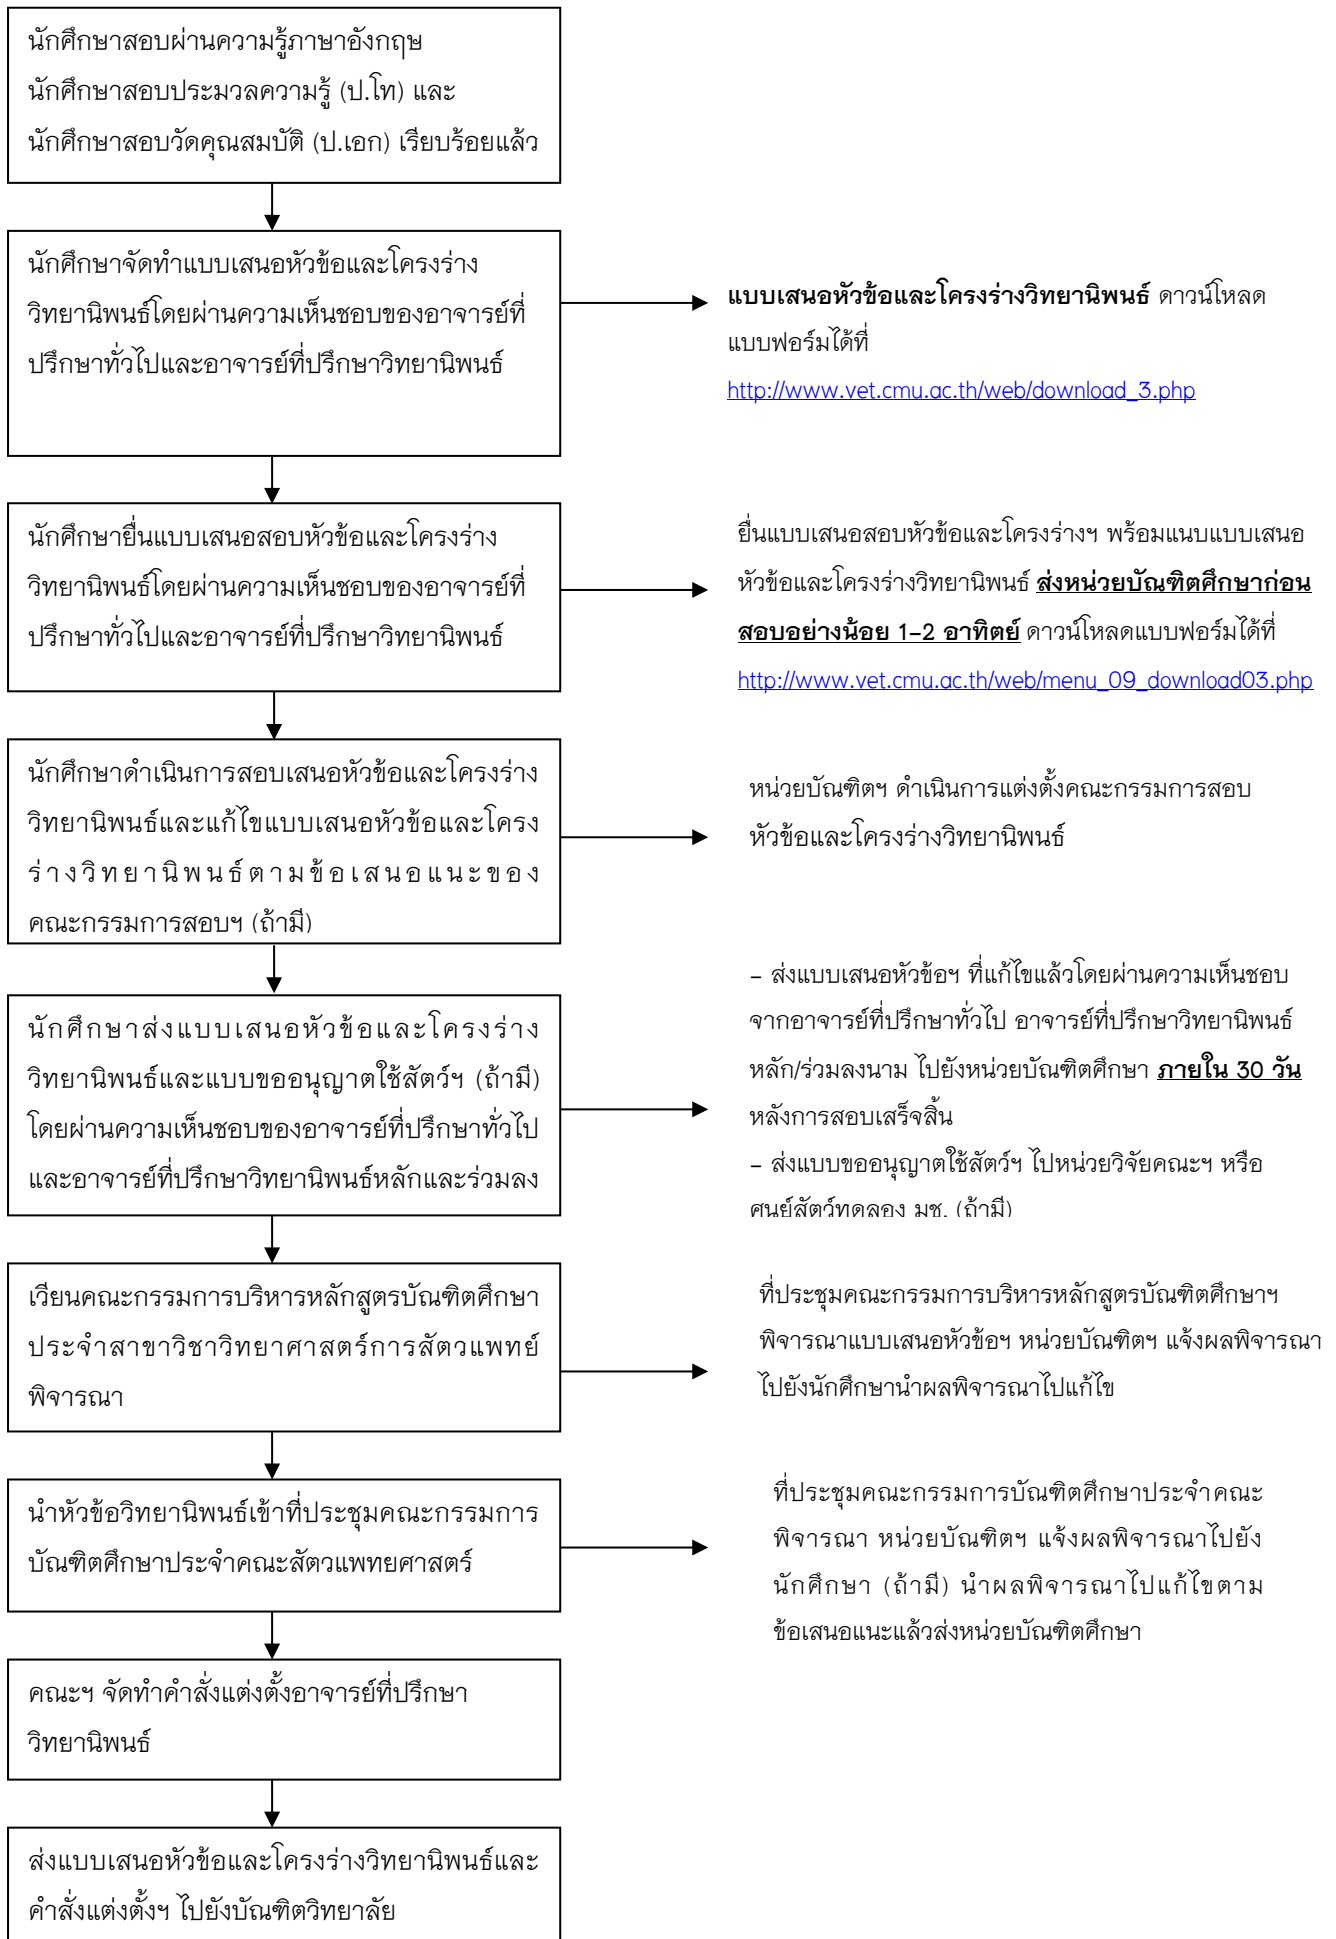 นักศึกษาสอบผ่านความรู้ภาษาอังกฤษ
นักศึกษาสอบประมวลความรู้ (ป.โท) และ
นักศึกษาสอบวัดคุณสมบัติ (ป.เอก) เรียบร้อยแล้ว
นักศึกษาจัดทำแบบเสนอหัวข้อและโครงร่าง
วิทยานิพนธ์โดยผ่านความเห็นชอบของอาจารย์ที่
ปรึกษาทั่วไปและอาจารย์ที่ปรึกษาวิทยานิพนธ์
แบบเสนอหัวข้อและโครงร่างวิทยานิพนธ์ ดาวน์โหลด
แบบฟอร์มได้ที่
http://www.vet.cmu.ac.th/web/download_3.php
นักศึกษายื่นแบบเสนอสอบหัวข้อและโครงร่าง
วิทยานิพนธ์โดยผ่านความเห็นชอบของอาจารย์ที่
ปรึกษาทั่วไปและอาจารย์ที่ปรึกษาวิทยานิพนธ์
ยื่นแบบเสนอสอบหัวข้อและโครงร่างฯ พร้อมแนบแบบเสนอ
หัวข้อและโครงร่างวิทยานิพนธ์ ส่งหน่วยบัณฑิตศึกษาก่อน
สอบอย่างน้อย 1-2 อาทิตย์ ดาวน์โหลดแบบฟอร์มได้ที่
http://www.vet.cmu.ac.th/web/menu_09_download03.php
นักศึกษาดำเนินการสอบเสนอหัวข้อและโครงร่าง
วิทยานิพนธ์และแก้ไขแบบเสนอหัวข้อและโครง
ร่างวิทยานิพนธ์ตามข้อเสนอแนะของ
คณะกรรมการสอบฯ (ถ้ามี)
หน่วยบัณฑิตฯ ดำเนินการแต่งตั้งคณะกรรมการสอบ
หัวข้อและโครงร่างวิทยานิพนธ์
นักศึกษาส่งแบบเสนอหัวข้อและโครงร่าง
วิทยานิพนธ์และแบบขออนุญาตใช้สัตว์ฯ (ถ้ามี)
โดยผ่านความเห็นชอบของอาจารย์ที่ปรึกษาทั่วไป
และอาจารย์ที่ปรึกษาวิทยานิพนธ์หลักและร่วมลง
- ส่งแบบเสนอหัวข้อฯ ที่แก้ไขแล้วโดยผ่านความเห็นชอบ
จากอาจารย์ที่ปรึกษาทั่วไป อาจารย์ที่ปรึกษาวิทยานิพนธ์
หลัก/ร่วมลงนาม ไปยังหน่วยบัณฑิตศึกษา ภายใน 30 วัน
หลังการสอบเสร็จสิ้น
- ส่งแบบขออนุญาตใช้สัตว์ฯ ไปหน่วยวิจัยคณะฯ หรือ
ศูนย์สัตว์ทดลอง มช. (ถ้ามี)
เวียนคณะกรรมการบริหารหลักสูตรบัณฑิตศึกษา
ประจำสาขาวิชาวิทยาศาสตร์การสัตวแพทย์
พิจารณา
ที่ประชุมคณะกรรมการบริหารหลักสูตรบัณฑิตศึกษาฯ
พิจารณาแบบเสนอหัวข้อฯ หน่วยบัณฑิตฯ แจ้งผลพิจารณา
ไปยังนักศึกษานำผลพิจารณาไปแก้ไข
นำหัวข้อวิทยานิพนธ์เข้าที่ประชุมคณะกรรมการ
บัณฑิตศึกษาประจำคณะสัตวแพทยศาสตร์
ที่ประชุมคณะกรรมการบัณฑิตศึกษาประจำคณะ
พิจารณา หน่วยบัณฑิตฯ แจ้งผลพิจารณาไปยัง
นักศึกษา (ถ้ามี) นำผลพิจารณาไปแก้ไขตาม
ข้อเสนอแนะแล้วส่งหน่วยบัณฑิตศึกษา
คณะฯ จัดทำคำสั่งแต่งตั้งอาจารย์ที่ปรึกษา
วิทยานิพนธ์
ส่งแบบเสนอหัวข้อและโครงร่างวิทยานิพนธ์และ
คำสั่งแต่งตั้งฯ ไปยังบัณฑิตวิทยาลัย